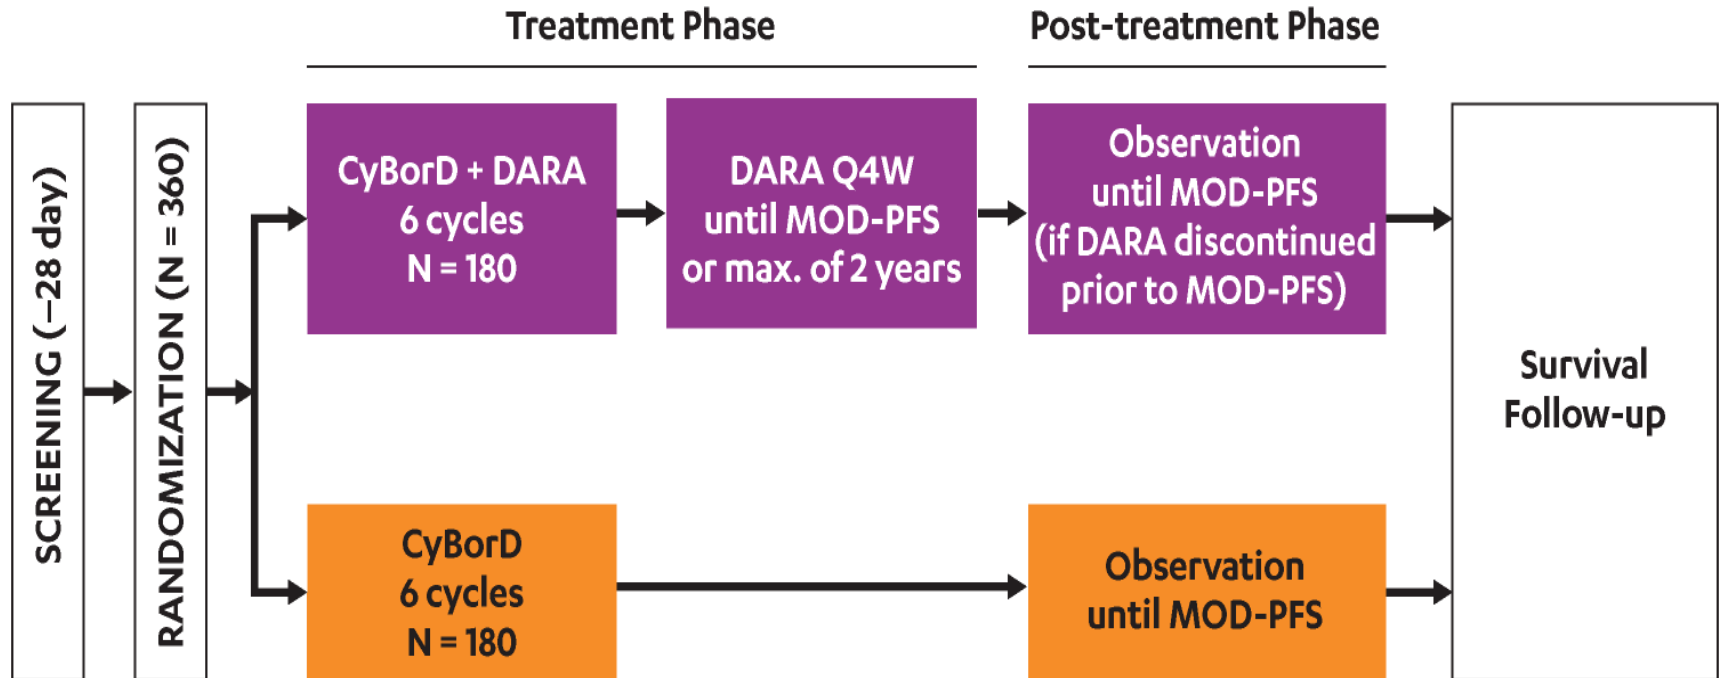 Treatment Phase
Post-treatment Phase
SCREENING (–28 day)
RANDOMIZATION (N = 360)
CyBorD + DARA
6 cycles
N = 180
DARA Q4W
until MOD-PFS
or max. of 2 years
Observation
until MOD-PFS
(if DARA discontinued
prior to MOD-PFS)
CyBorD
6 cycles
N = 180
Observation
until MOD-PFS
Survival
Follow-up